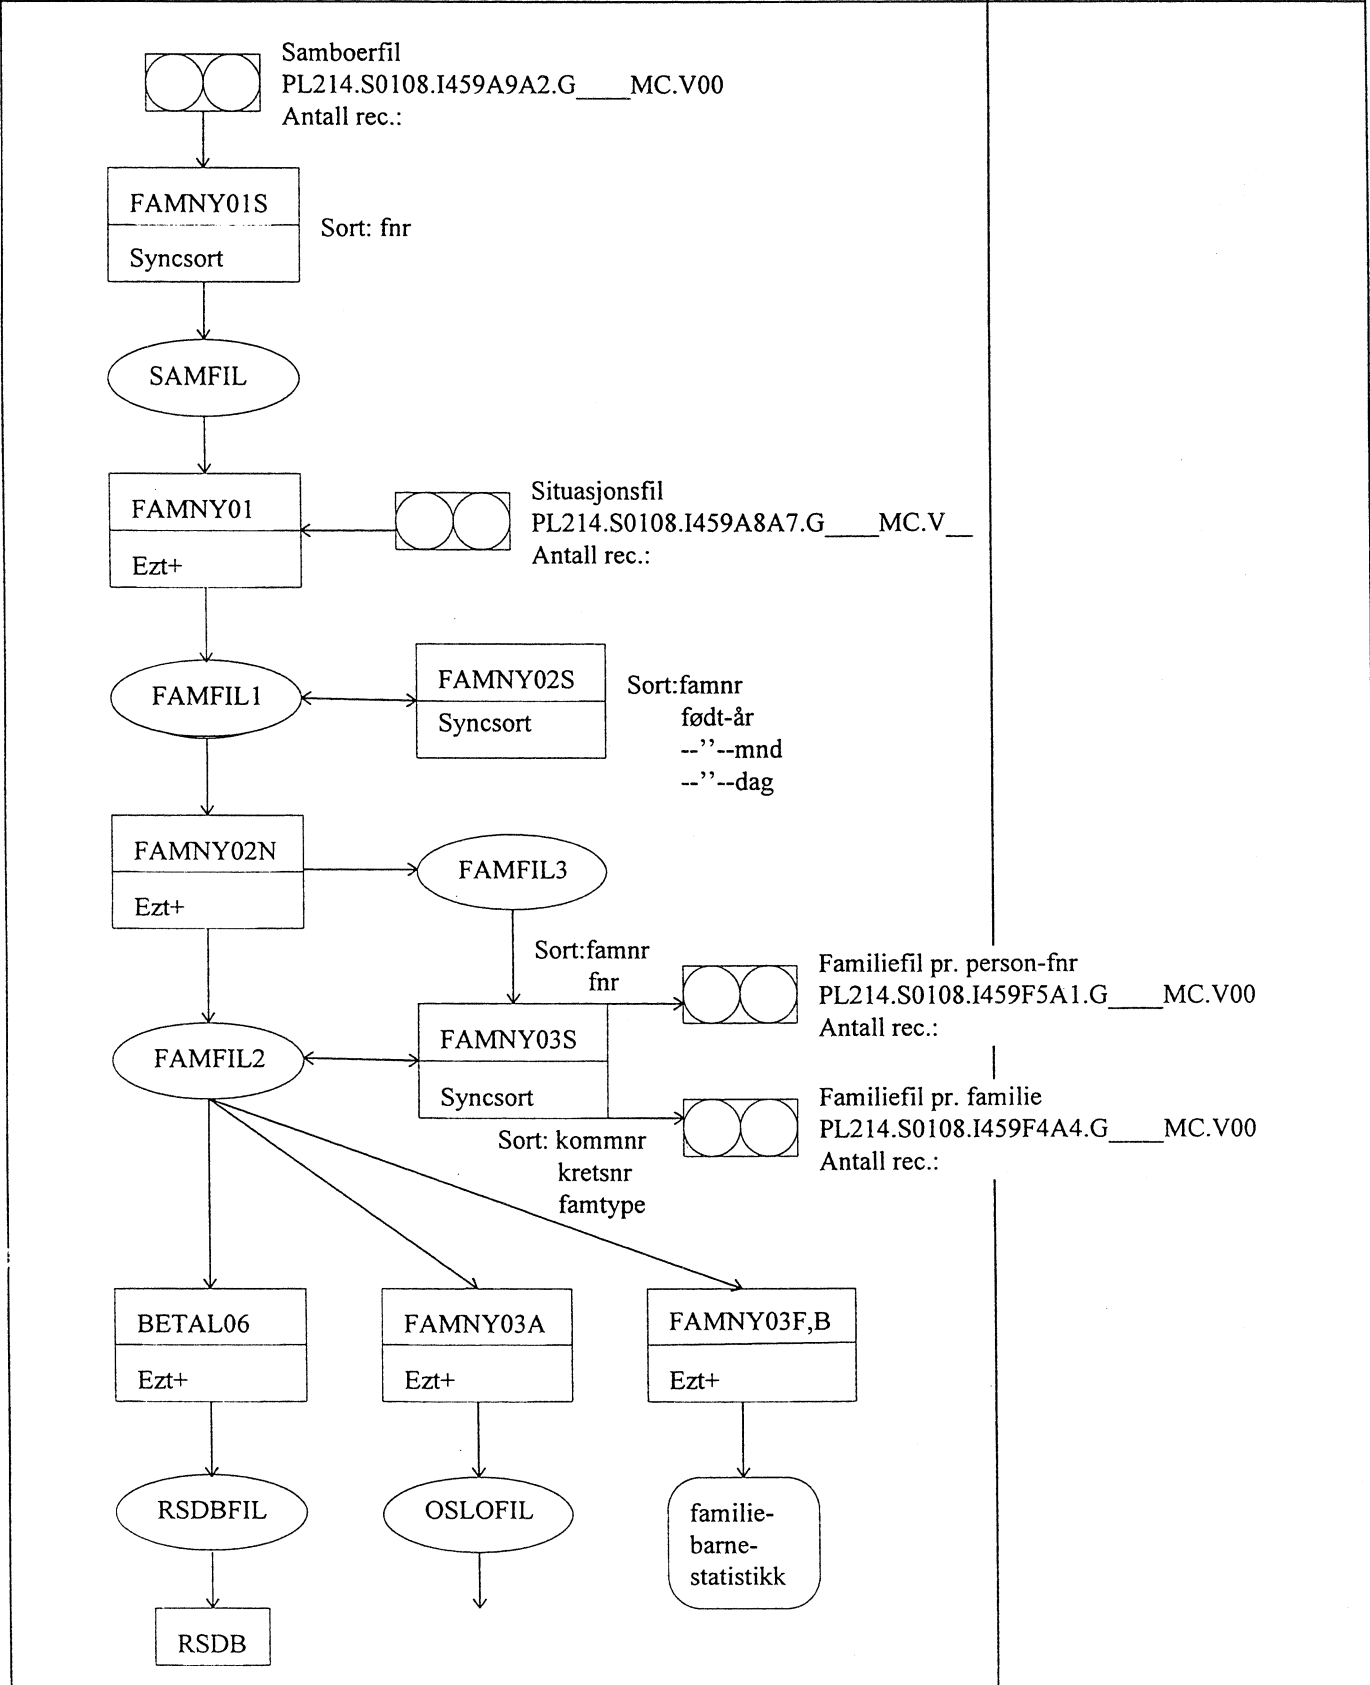 Samboerfil
PL214.S0108.I459A9A2.G____MC.V00
Antall rec.:
FAMNY01S
Sort: fnr
Syncsort
SAMFIL
FAMNY01
Ezt+
Situasjonsfil
PL214.S0108.I459A8A7.G____MC.V__
Antall rec.:
FAMFIL1
FAMNY02S
Syncsort
Sort:famnr
født-år
--’’--mnd
--’’--dag
FAMNY02N
Ezt+
FAMFIL3
Sort:famnr
fnr
Familiefil pr. person-fnr
PL214.S0108.I459F5A1.G____MC.V00
Antall rec.:
FAMFIL2
FAMNY03S
Syncsort
Familiefil pr. familie
PL214.S0108.I459F4A4.G____MC.V00
Antall rec.:
Sort: kommnr
kretsnr
famtype
BETAL06
Ezt+
FAMNY03A
Ezt+
FAMNY03F,B
Ezt+
RSDBFIL
OSLOFIL
familie-
barne-
statistikk
RSDB